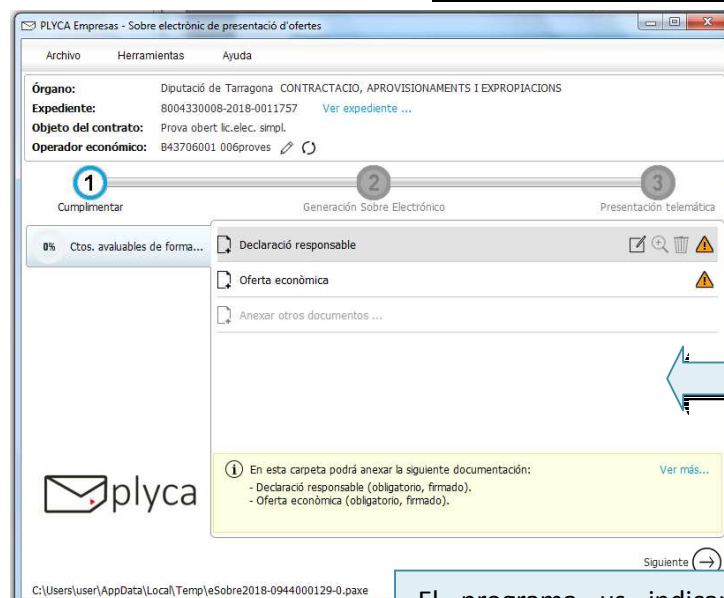 PLYCA Empresas - Sobre electrònic de presentació d'ofertes
Archivo Herramientas Ayuda
Órgano: Diputació de Tarragona CONTRACTACIO, APROVISIONAMENTS I EXPROPIACIONS
Expediente: 8004330008-2018-0011757 Ver expediente ...
Objeto del contrato: Prova obert lic.elec. simpl.
Operador económico: B43706001 006proves
1 2 3
Cumplimentar Generación Sobre Electrónico Presentación telemática
0% Ctos. avaluables de forma... Declaració responsable
Oferta econòmica
Anexar otros documentos ...
En esta carpeta podrá anexar la siguiente documentación: Ver más...
- Declaració responsable (obligatorio, firmado).
- Oferta econòmica (obligatorio, firmado).
plyca
Siguiente
C:\Users\user\AppData\Local\Temp\eSobre2018-0944000129-0.paxe
El programa us indica